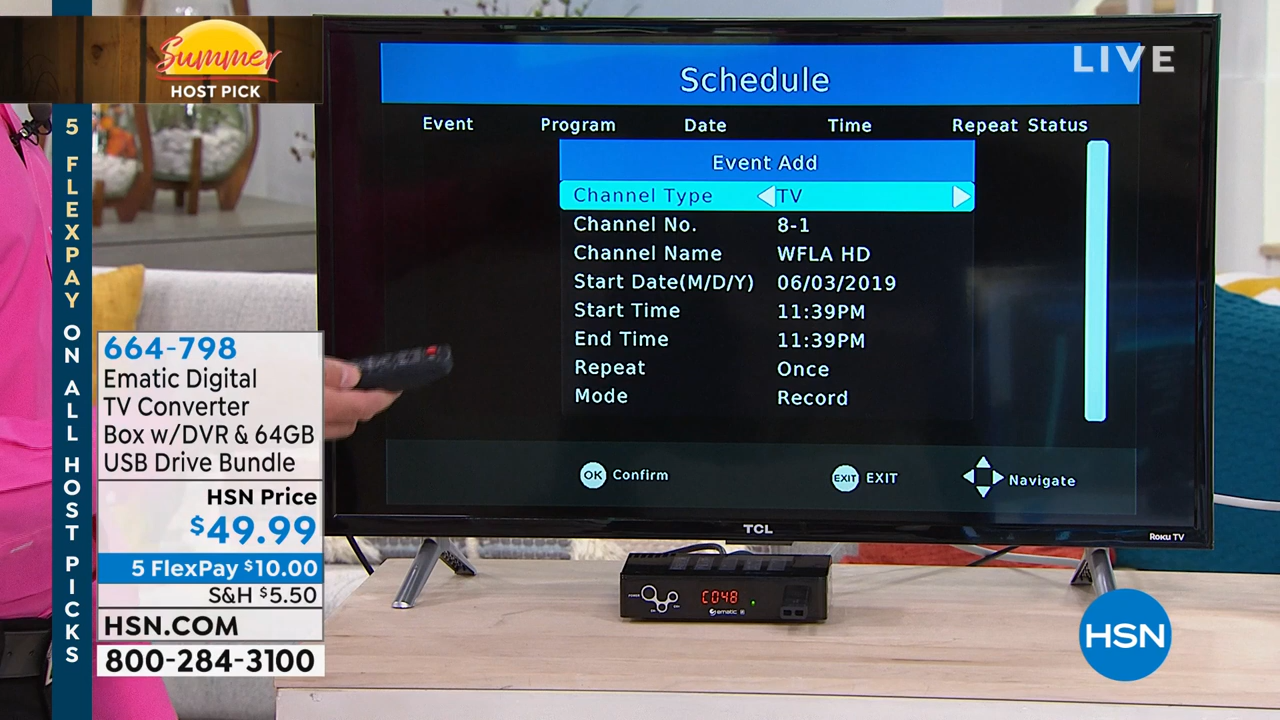 Summer
HOST PICK
5 FLEXPAY ON ALL HOST PICKS
664-798
Ematic Digital
TV Converter
Box w/DVR & 64GB
USB Drive Bundle
HSN Price
$49.99
5 FlexPay $10.00
S&H $5.50
HSN.COM
800-284-3100
LIVE
Schedule
Event Program Date Time Repeat Status
Event Add
Channel Type TV
Channel No. 8-1
Channel Name WFLA HD
Start Date(M/D/Y) 06/03/2019
Start Time 11:39PM
End Time 11:39PM
Repeat Once
Mode Record
OK Confirm
EXIT EXIT
Navigate
TCL
Roku TV
C048
ematic
HSN